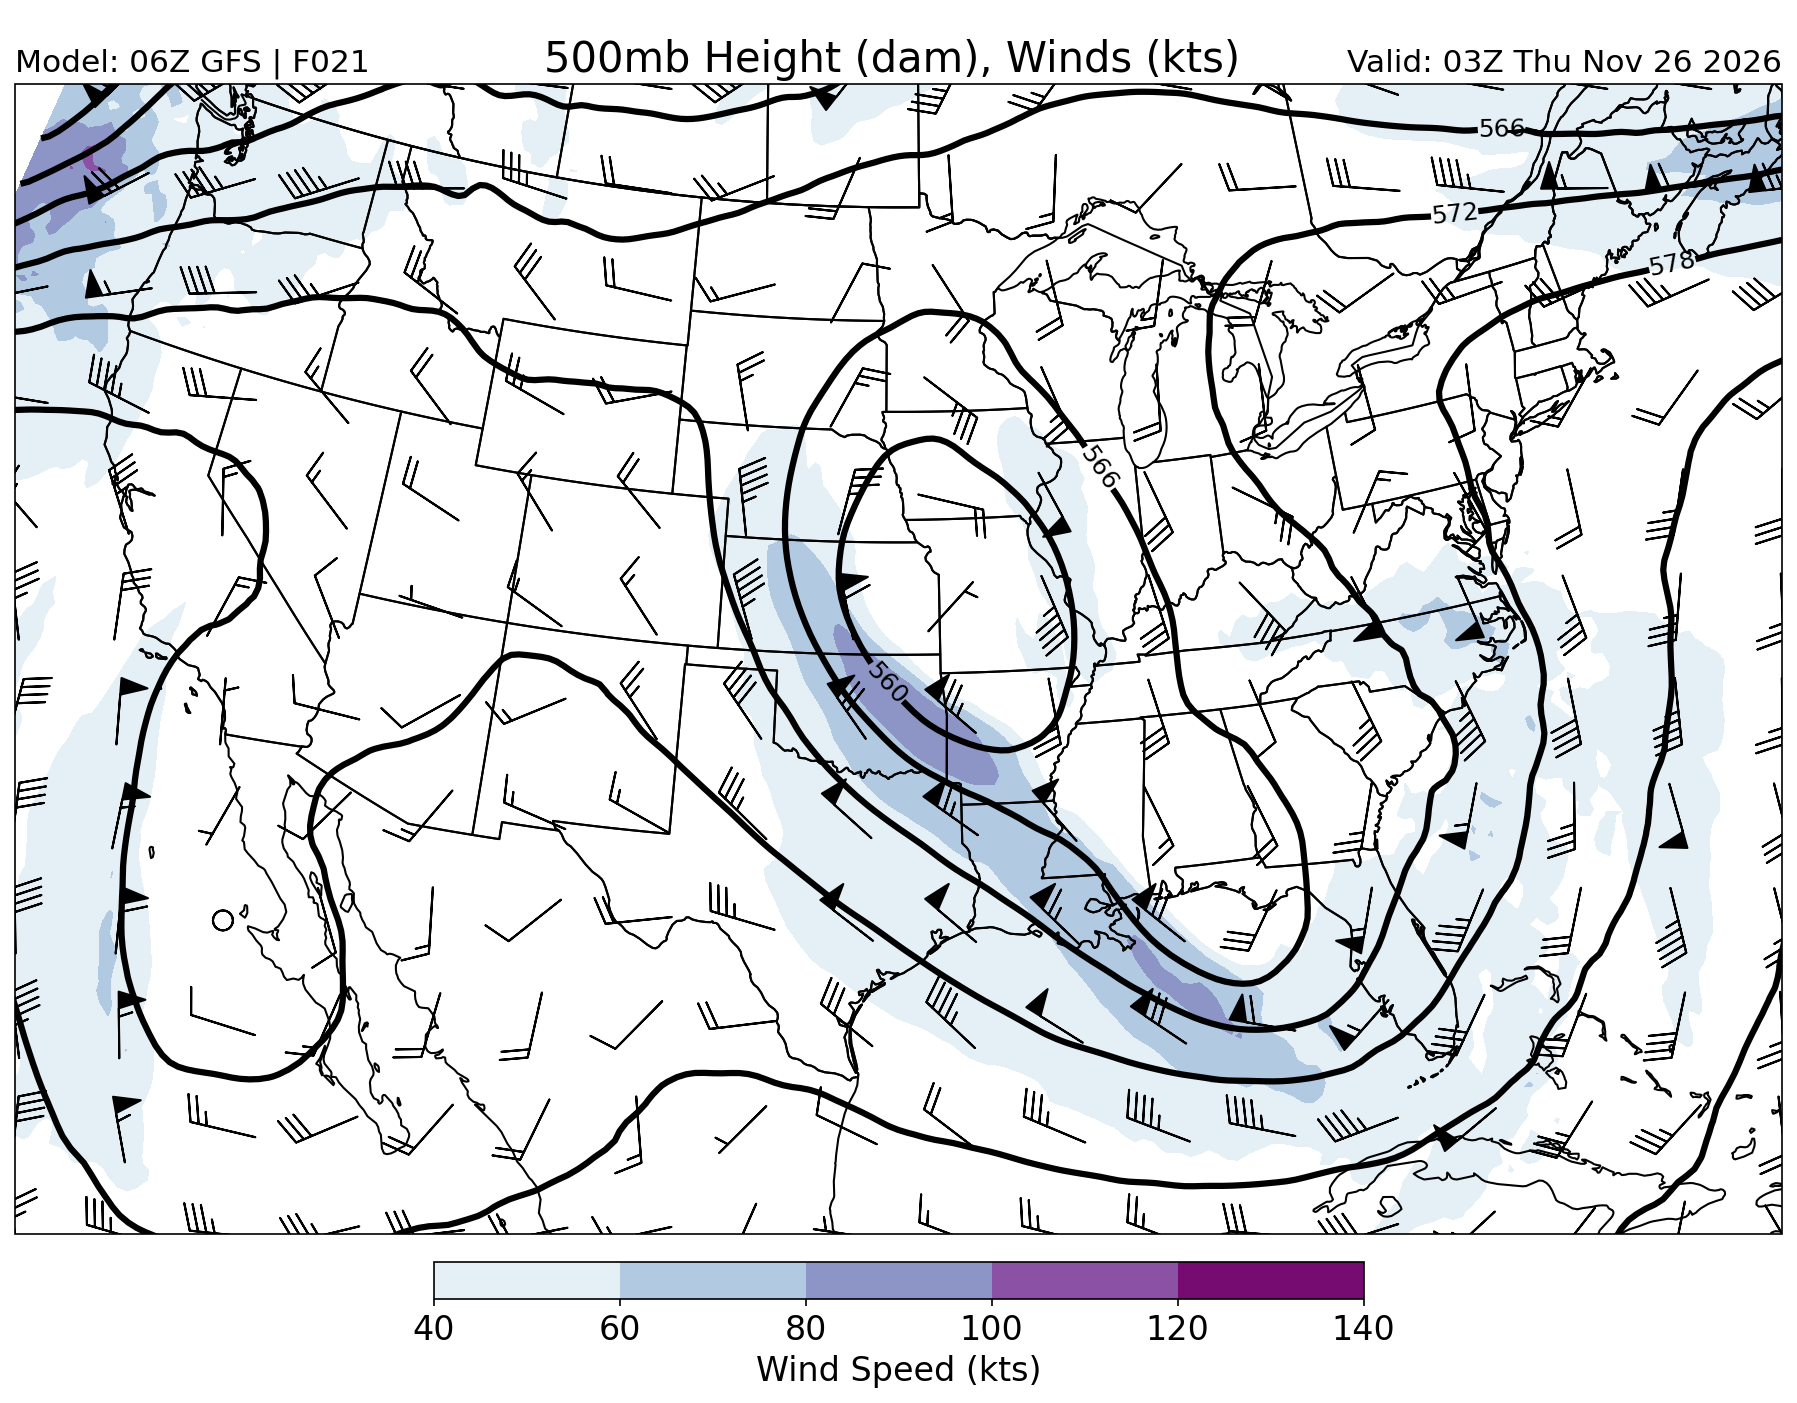 Model: 06Z GFS | F021
500mb Height (dam), Winds (kts)
Valid: 03Z Thu Nov 26 2026
566
572
578
566
560
40 60 80 100 120 140
Wind Speed (kts)